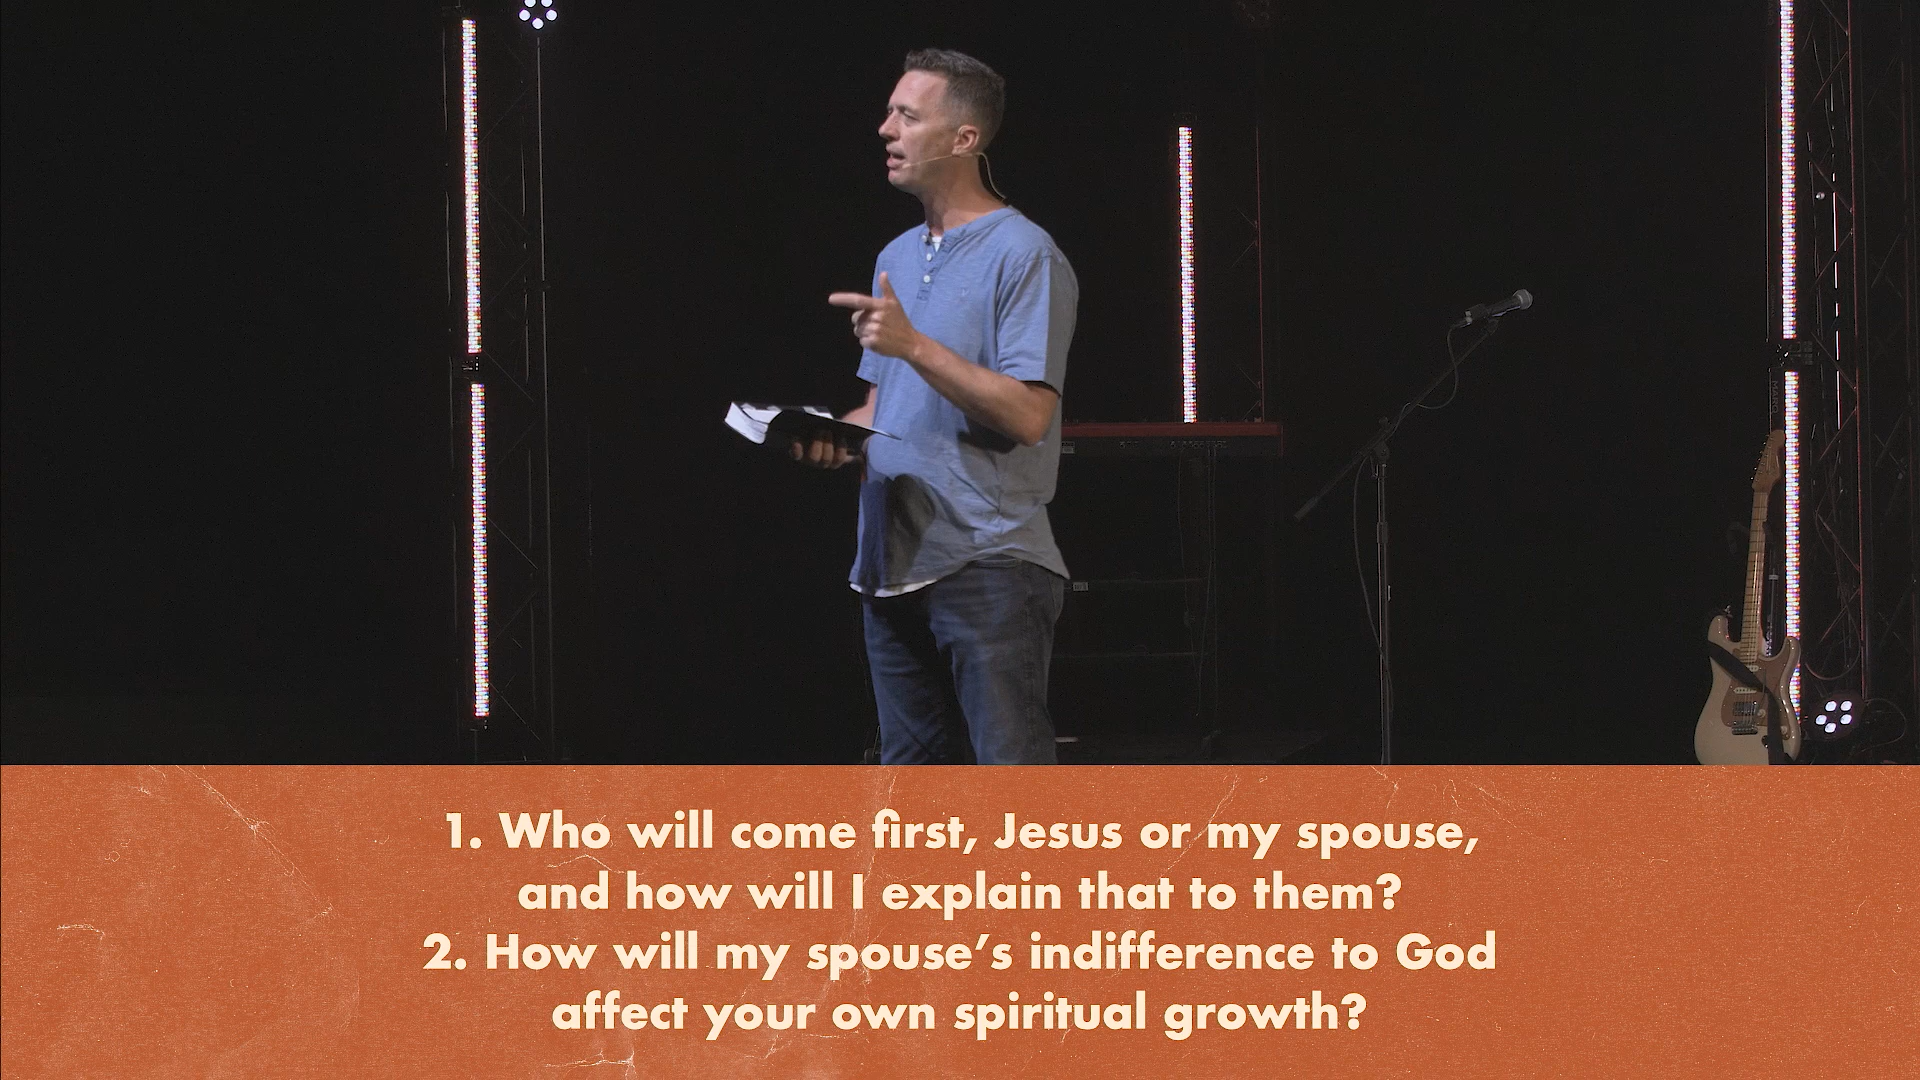 1. Who will come first, Jesus or my spouse,
and how will I explain that to them?
2. How will my spouse’s indifference to God
affect your own spiritual growth?